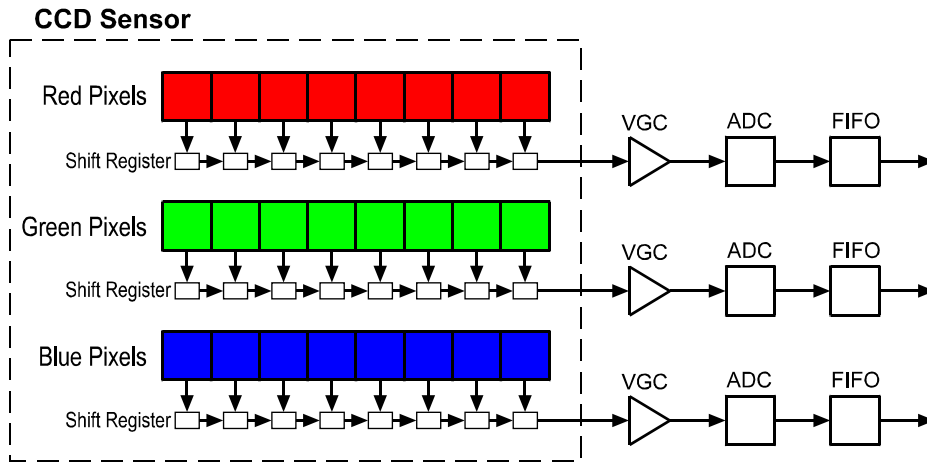 CCD Sensor
Red Pixels
Shift Register
VGC ADC FIFO
Green Pixels
Shift Register
VGC ADC FIFO
Blue Pixels
Shift Register
VGC ADC FIFO